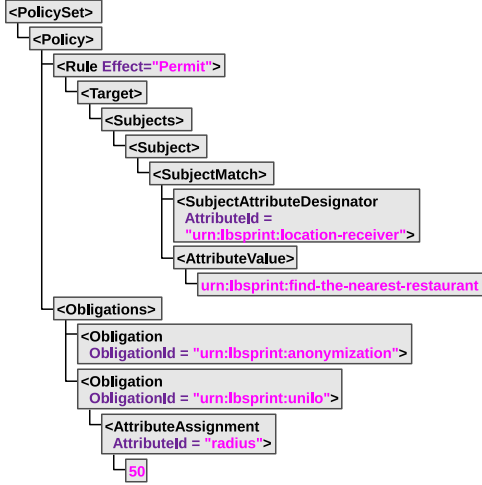 <PolicySet>
<Policy>
<Rule Effect="Permit">
<Target>
<Subjects>
<Subject>
<SubjectMatch>
<SubjectAttributeDesignator
AttributeId =
"urn:lbsprint:location-receiver">
<AttributeValue>
urn:lbsprint:find-the-nearest-restaurant
<Obligations>
<Obligation
ObligationId = "urn:lbsprint:anonymization">
<Obligation
ObligationId = "urn:lbsprint:unilo">
<AttributeAssignment
AttributeId = "radius">
50